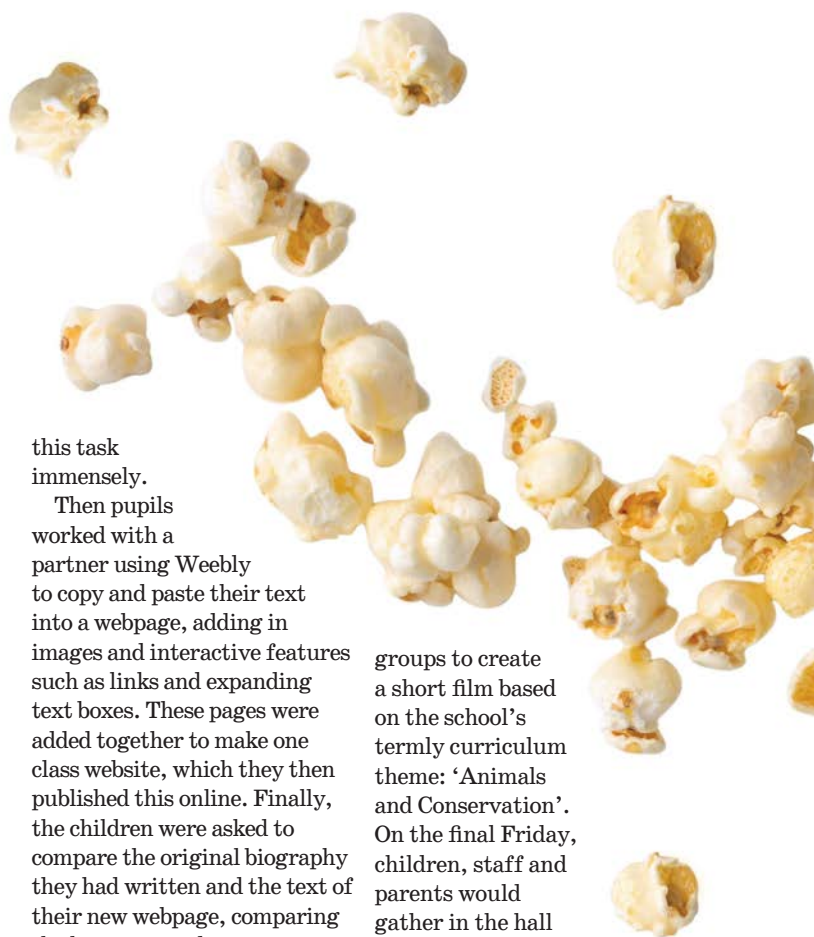 this task
immensely.
Then pupils
worked with a
partner using Weebly
to copy and paste their text
into a webpage, adding in
images and interactive features
such as links and expanding
text boxes. These pages were
added together to make one
class website, which they then
published this online. Finally,
the children were asked to
compare the original biography
they had written and the text of
their new webpage, comparing
groups to create
a short film based
on the school’s
termly curriculum
theme: ‘Animals
and Conservation’.
On the final Friday,
children, staff and
parents would
gather in the hall